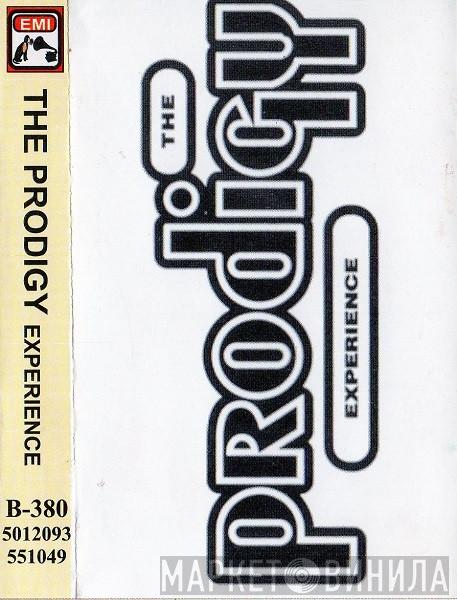 EMI
THE PRODIGY EXPERIENCE
B-380
5012093
551049
THE
PRODIGY
EXPERIENCE
МАРКЕТ ВИНИЛА